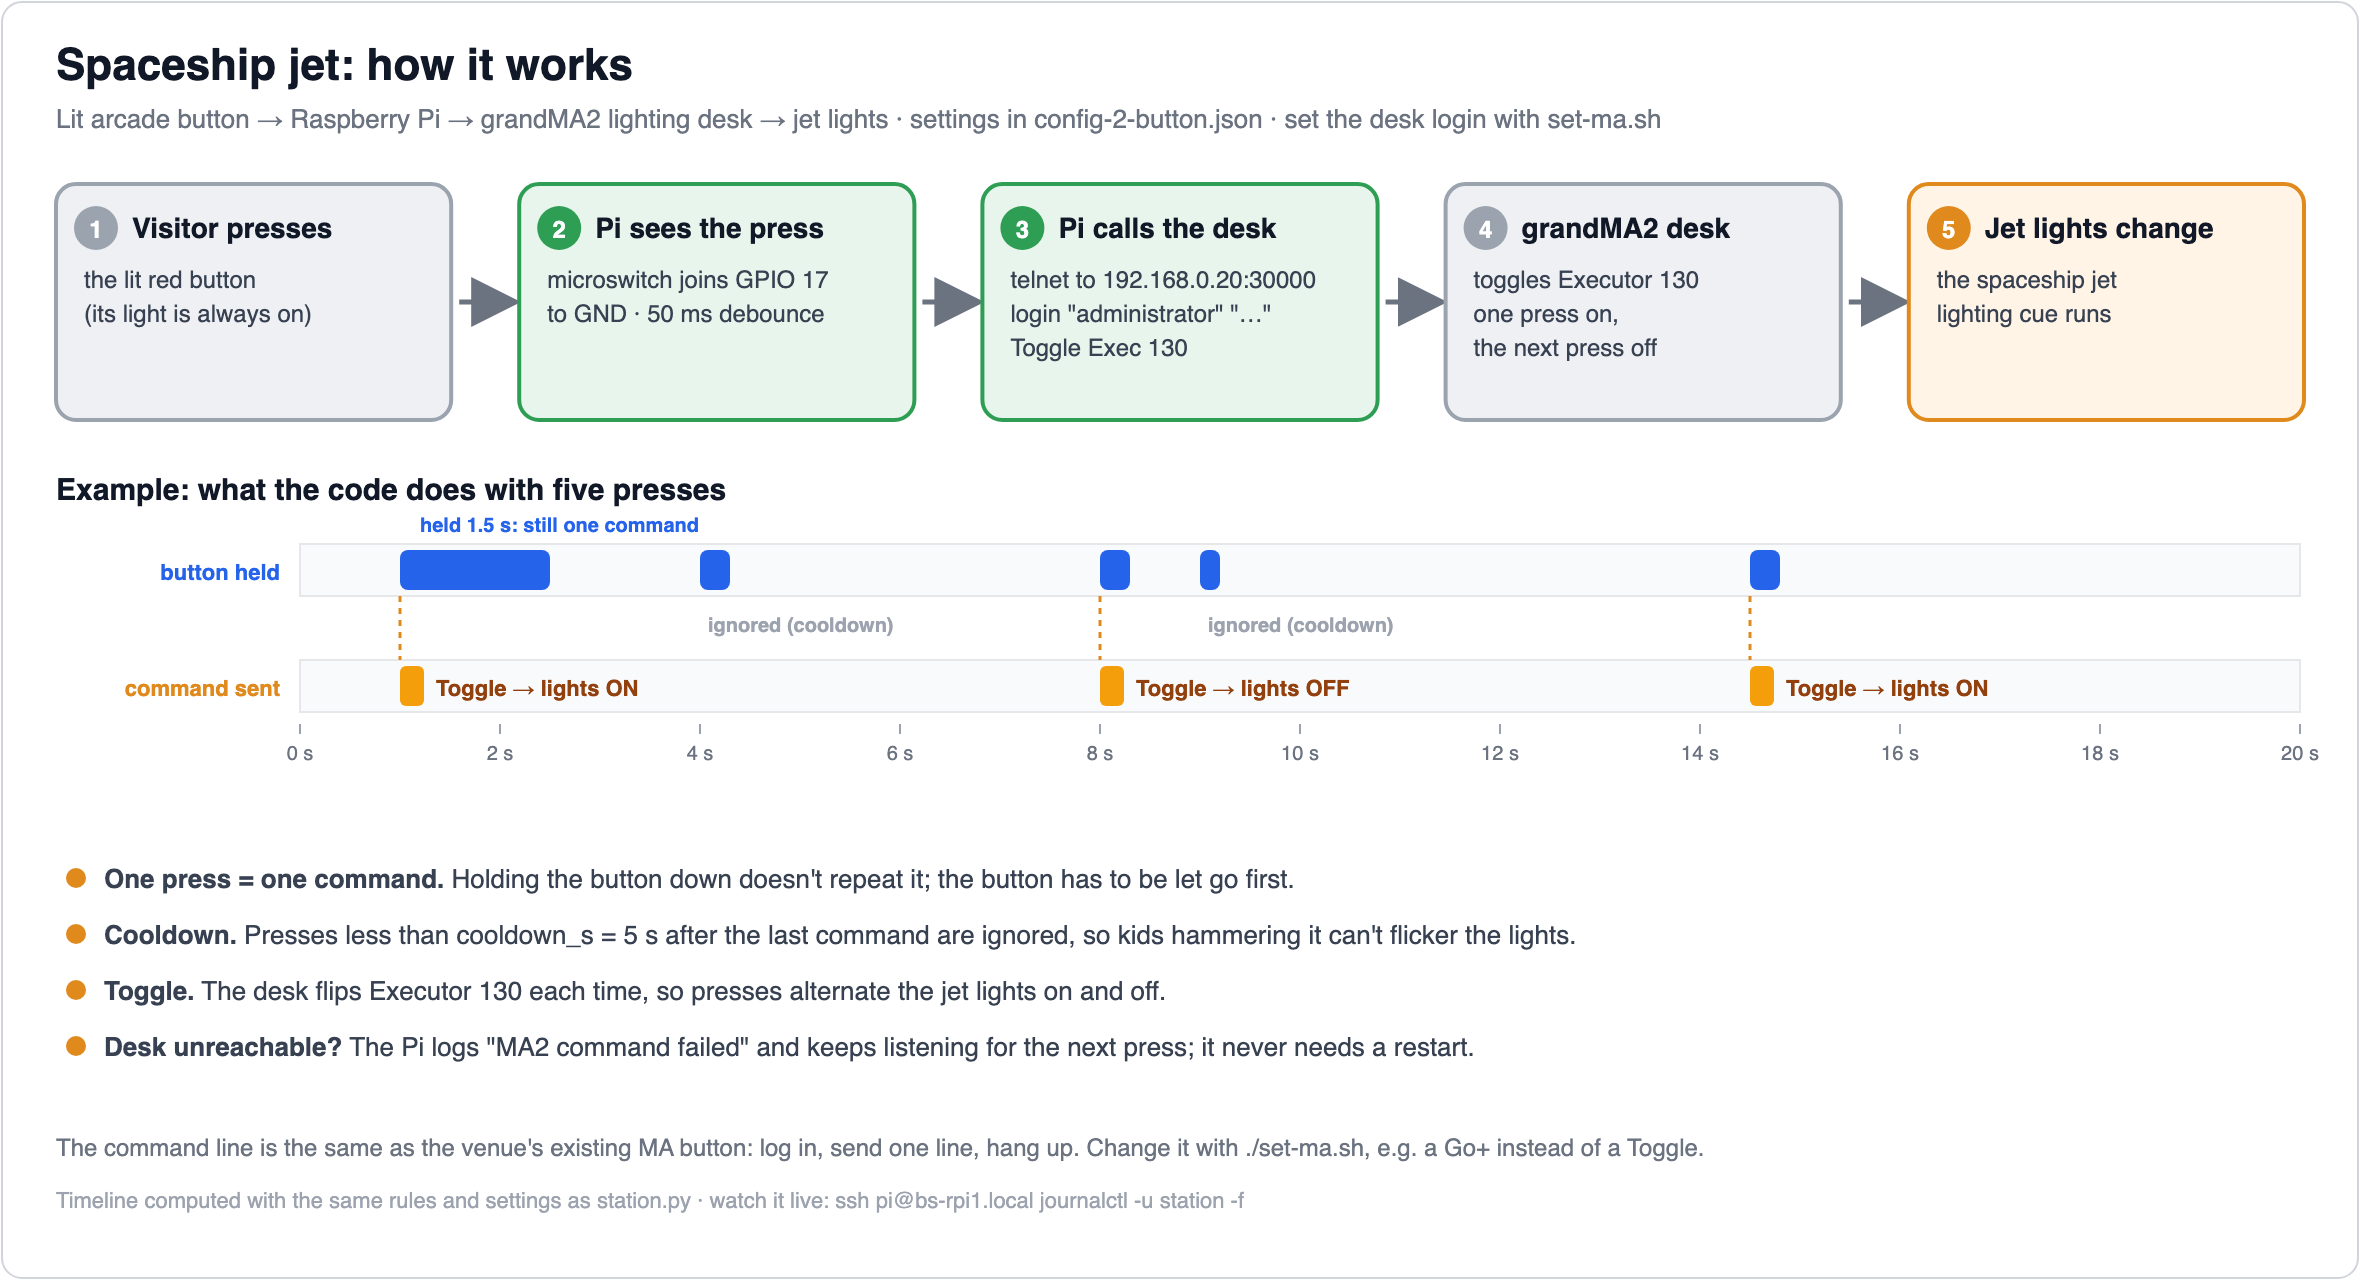 Spaceship jet: how it works
Lit arcade button → Raspberry Pi → grandMA2 lighting desk → jet lights · settings in config-2-button.json · set the desk login with set-ma.sh
1 Visitor presses
the lit red button
(its light is always on)
2 Pi sees the press
microswitch joins GPIO 17
to GND · 50 ms debounce
3 Pi calls the desk
telnet to 192.168.0.20:30000
login "administrator" "…"
Toggle Exec 130
4 grandMA2 desk
toggles Executor 130
one press on,
the next press off
5 Jet lights change
the spaceship jet
lighting cue runs
Example: what the code does with five presses
held 1.5 s: still one command
button held
ignored (cooldown) ignored (cooldown)
command sent Toggle → lights ON Toggle → lights OFF Toggle → lights ON
0 s 2 s 4 s 6 s 8 s 10 s 12 s 14 s 16 s 18 s 20 s
One press = one command. Holding the button down doesn't repeat it; the button has to be let go first.
Cooldown. Presses less than cooldown_s = 5 s after the last command are ignored, so kids hammering it can't flicker the lights.
Toggle. The desk flips Executor 130 each time, so presses alternate the jet lights on and off.
Desk unreachable? The Pi logs "MA2 command failed" and keeps listening for the next press; it never needs a restart.
The command line is the same as the venue's existing MA button: log in, send one line, hang up. Change it with ./set-ma.sh, e.g. a Go+ instead of a Toggle.
Timeline computed with the same rules and settings as station.py · watch it live: ssh pi@bs-rpi1.local journalctl -u station -f